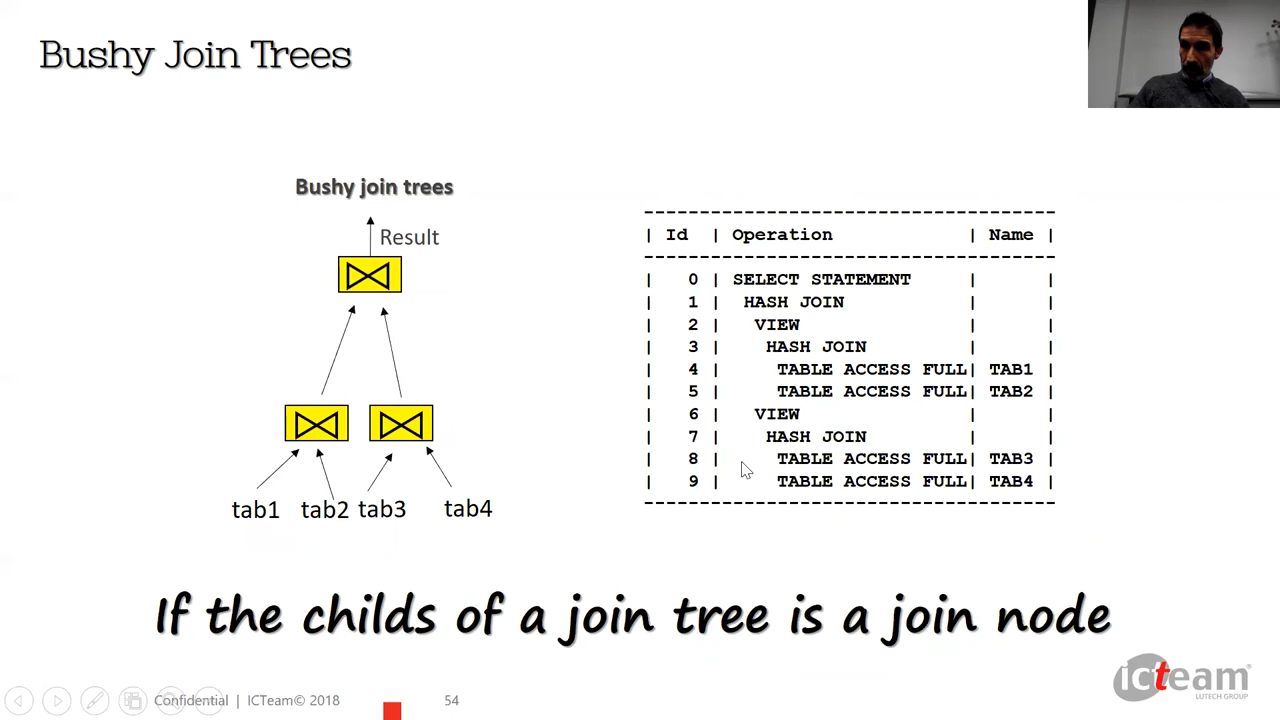 Bushy Join Trees
Bushy join trees
Result
tab1 tab2 tab3 tab4
---------------------------------------
| Id | Operation | Name |
---------------------------------------
| 0 | SELECT STATEMENT | |
| 1 | HASH JOIN | |
| 2 | VIEW | |
| 3 | HASH JOIN | |
| 4 | TABLE ACCESS FULL| TAB1 |
| 5 | TABLE ACCESS FULL| TAB2 |
| 6 | VIEW | |
| 7 | HASH JOIN | |
| 8 | TABLE ACCESS FULL| TAB3 |
| 9 | TABLE ACCESS FULL| TAB4 |
---------------------------------------
If the childs of a join tree is a join node
Confidential | ICTeam© 2018 54
icteam®
LUTECH GROUP